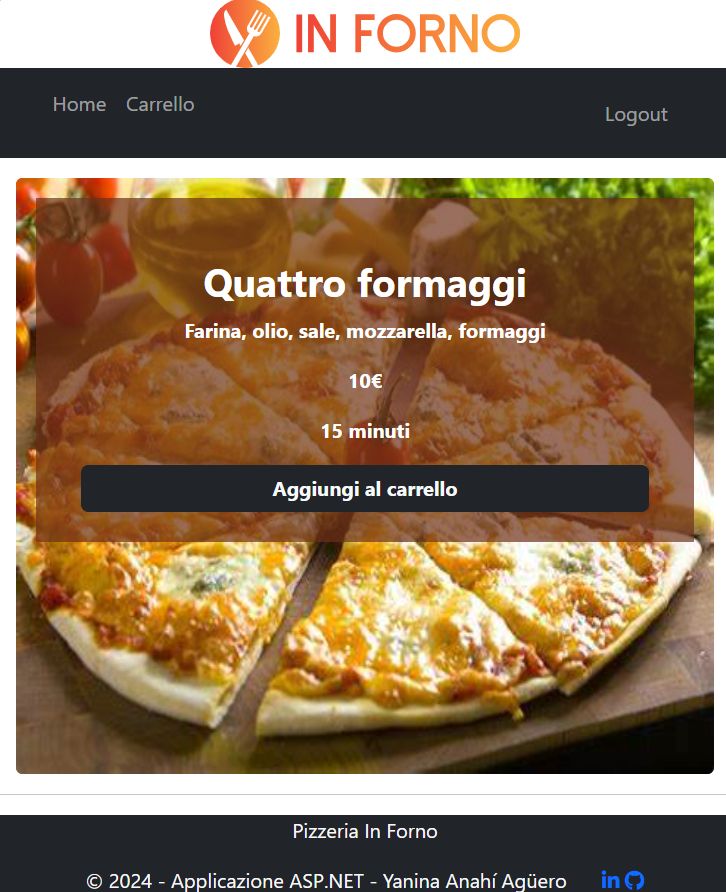 IN FORNO
Home Carrello Logout
Quattro formaggi
Farina, olio, sale, mozzarella, formaggi
10€
15 minuti
Aggiungi al carrello
Pizzeria In Forno
© 2024 - Applicazione ASP.NET - Yanina Anahí Agüero in